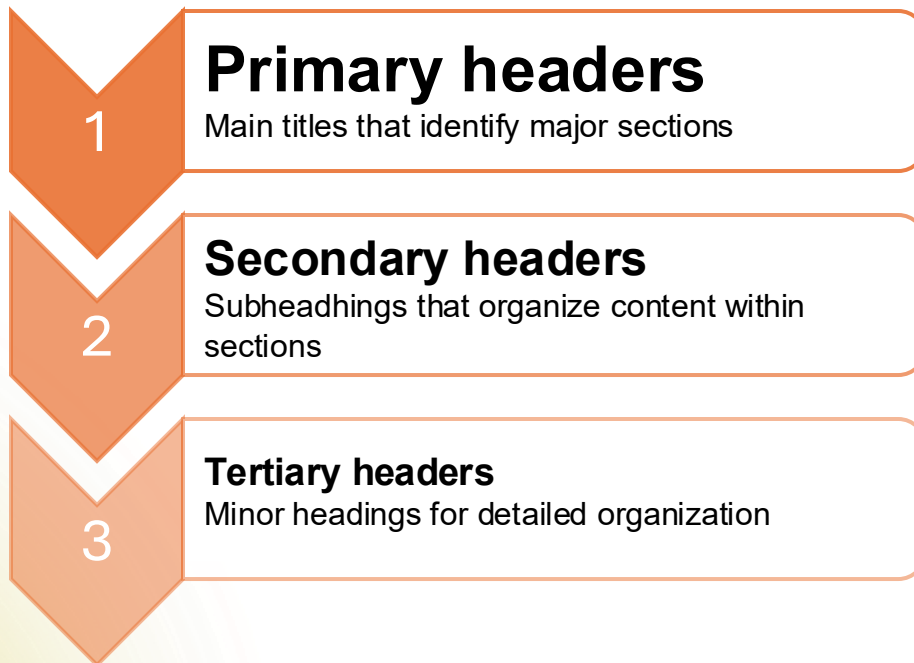 1
Primary headers
Main titles that identify major sections
2
Secondary headers
Subheadhings that organize content within
sections
3
Tertiary headers
Minor headings for detailed organization